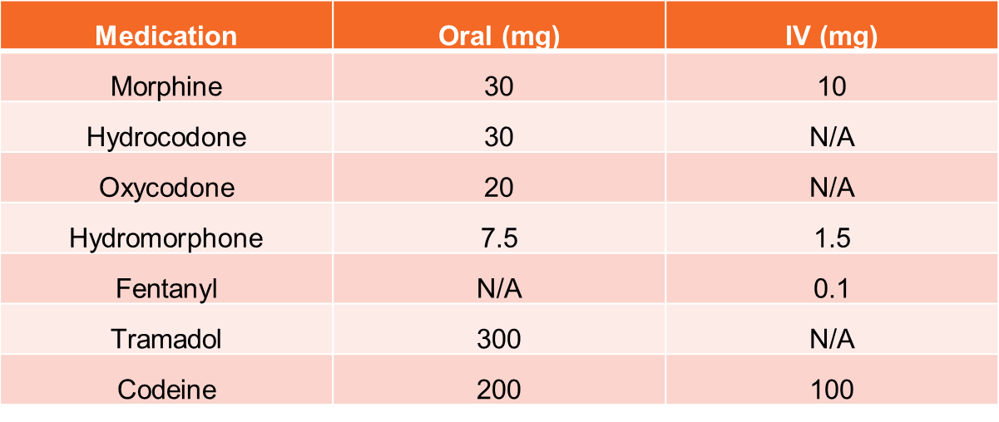 Medication Oral (mg) IV (mg)
Morphine 30 10
Hydrocodone 30 N/A
Oxycodone 20 N/A
Hydromorphone 7.5 1.5
Fentanyl N/A 0.1
Tramadol 300 N/A
Codeine 200 100